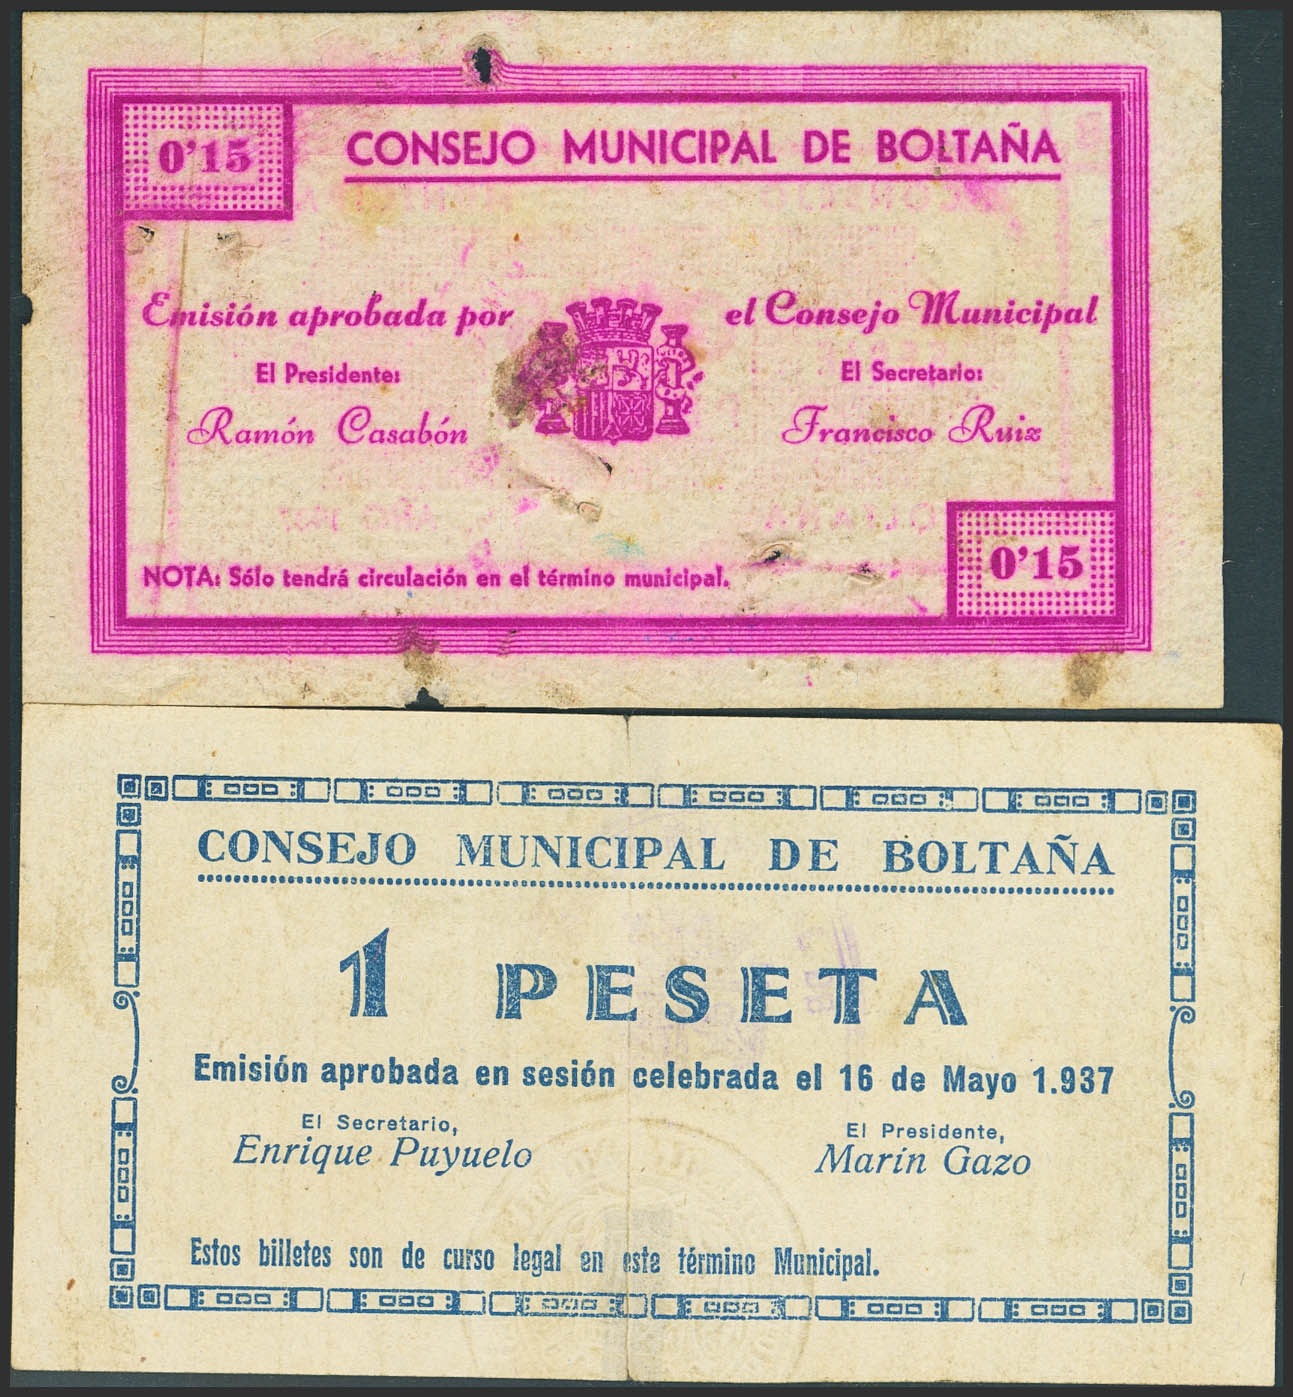 0'15
CONSEJO MUNICIPAL DE BOLTAÑA
Emisión aprobada por el Consejo Municipal
El Presidente: El Secretario:
Ramón Casabón Francisco Ruiz
AÑO
0'15
NOTA: Sólo tendrá circulación en el término municipal.
CONSEJO MUNICIPAL DE BOLTAÑA
1 PESETA
Emisión aprobada en sesión celebrada el 16 de Mayo 1.937
El Secretario, El Presidente,
Enrique Puyuelo Marín Gazo
Estos billetes son de curso legal en este término Municipal.